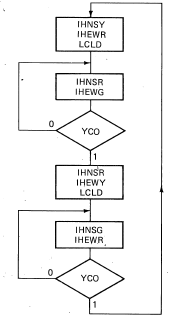 IHNSY
IHEWR
LCLD
IHNSR
IHEWG
0
YCO
1
IHNSR
IHEWY
LCLD
IHNSG
IHEWR
0
YCO
1